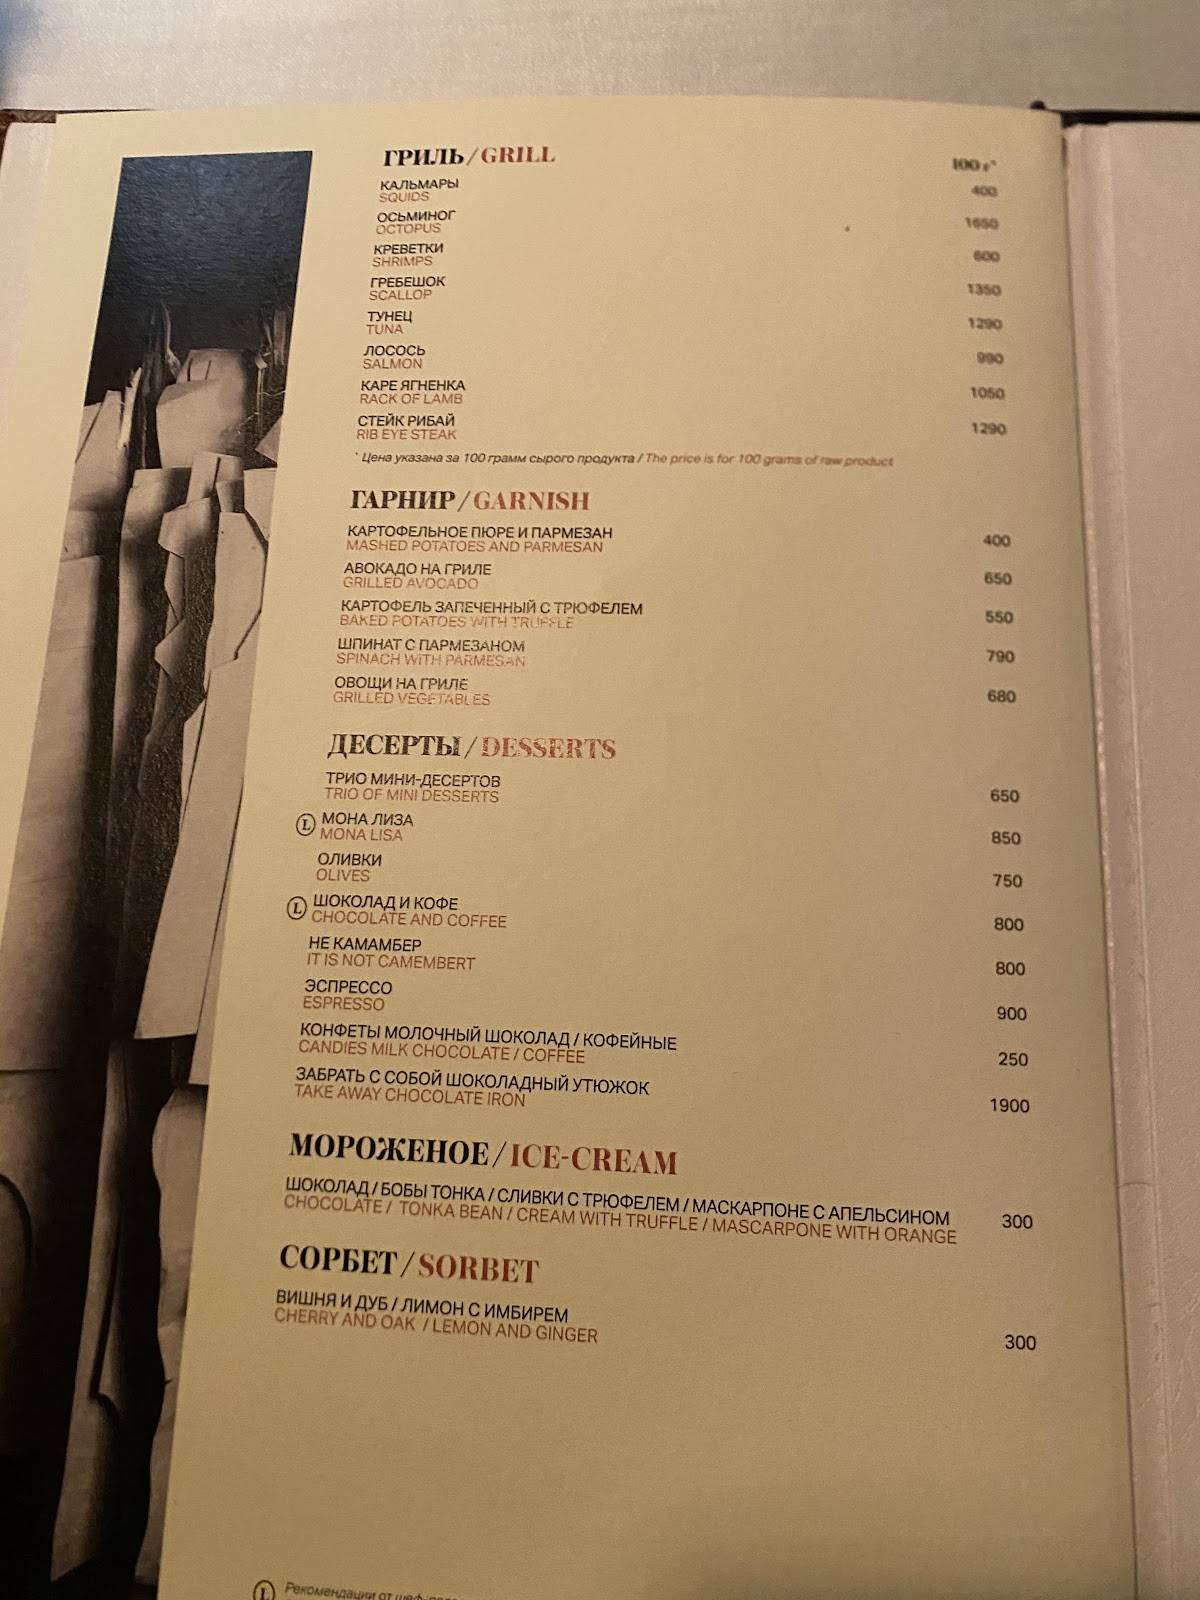 ГРИЛЬ / GRILL 100 г*
КАЛЬМАРЫ
SQUIDS 400
ОСЬМИНОГ
OCTOPUS 1650
КРЕВЕТКИ
SHRIMPS 600
ГРЕБЕШОК
SCALLOP 1350
ТУНЕЦ
TUNA 1290
ЛОСОСЬ
SALMON 990
КАРЕ ЯГНЕНКА
RACK OF LAMB 1050
СТЕЙК РИБАЙ
RIB EYE STEAK 1290
* Цена указана за 100 грамм сырого продукта / The price is for 100 grams of raw product
ГАРНИР / GARNISH
КАРТОФЕЛЬНОЕ ПЮРЕ И ПАРМЕЗАН
MASHED POTATOES AND PARMESAN 400
АВОКАДО НА ГРИЛЕ
GRILLED AVOCADO 650
КАРТОФЕЛЬ ЗАПЕЧЕННЫЙ С ТРЮФЕЛЕМ
BAKED POTATOES WITH TRUFFLE 550
ШПИНАТ С ПАРМЕЗАНОМ
SPINACH WITH PARMESAN 790
ОВОЩИ НА ГРИЛЕ
GRILLED VEGETABLES 680
ДЕСЕРТЫ / DESSERTS
ТРИО МИНИ-ДЕСЕРТОВ
TRIO OF MINI DESSERTS 650
L МОНА ЛИЗА
MONA LISA 850
ОЛИВКИ
OLIVES 750
L ШОКОЛАД И КОФЕ
CHOCOLATE AND COFFEE 800
НЕ КАМАМБЕР
IT IS NOT CAMEMBERT 800
ЭСПРЕССО
ESPRESSO 900
КОНФЕТЫ МОЛОЧНЫЙ ШОКОЛАД / КОФЕЙНЫЕ
CANDIES MILK CHOCOLATE / COFFEE 250
ЗАБРАТЬ С СОБОЙ ШОКОЛАДНЫЙ УТЮЖОК
TAKE AWAY CHOCOLATE IRON 1900
МОРОЖЕНОЕ / ICE-CREAM
ШОКОЛАД / БОБЫ ТОНКА / СЛИВКИ С ТРЮФЕЛЕМ / МАСКАРПОНЕ С АПЕЛЬСИНОМ
CHOCOLATE / TONKA BEAN / CREAM WITH TRUFFLE / MASCARPONE WITH ORANGE 300
СОРБЕТ / SORBET
ВИШНЯ И ДУБ / ЛИМОН С ИМБИРЕМ
CHERRY AND OAK / LEMON AND GINGER 300
L Рекомендации от